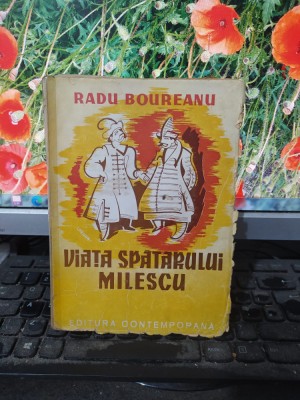 RADU BOUREANU
VIAȚA SPATARULUI
MILESCU
EDITURA CONTEMPORANA